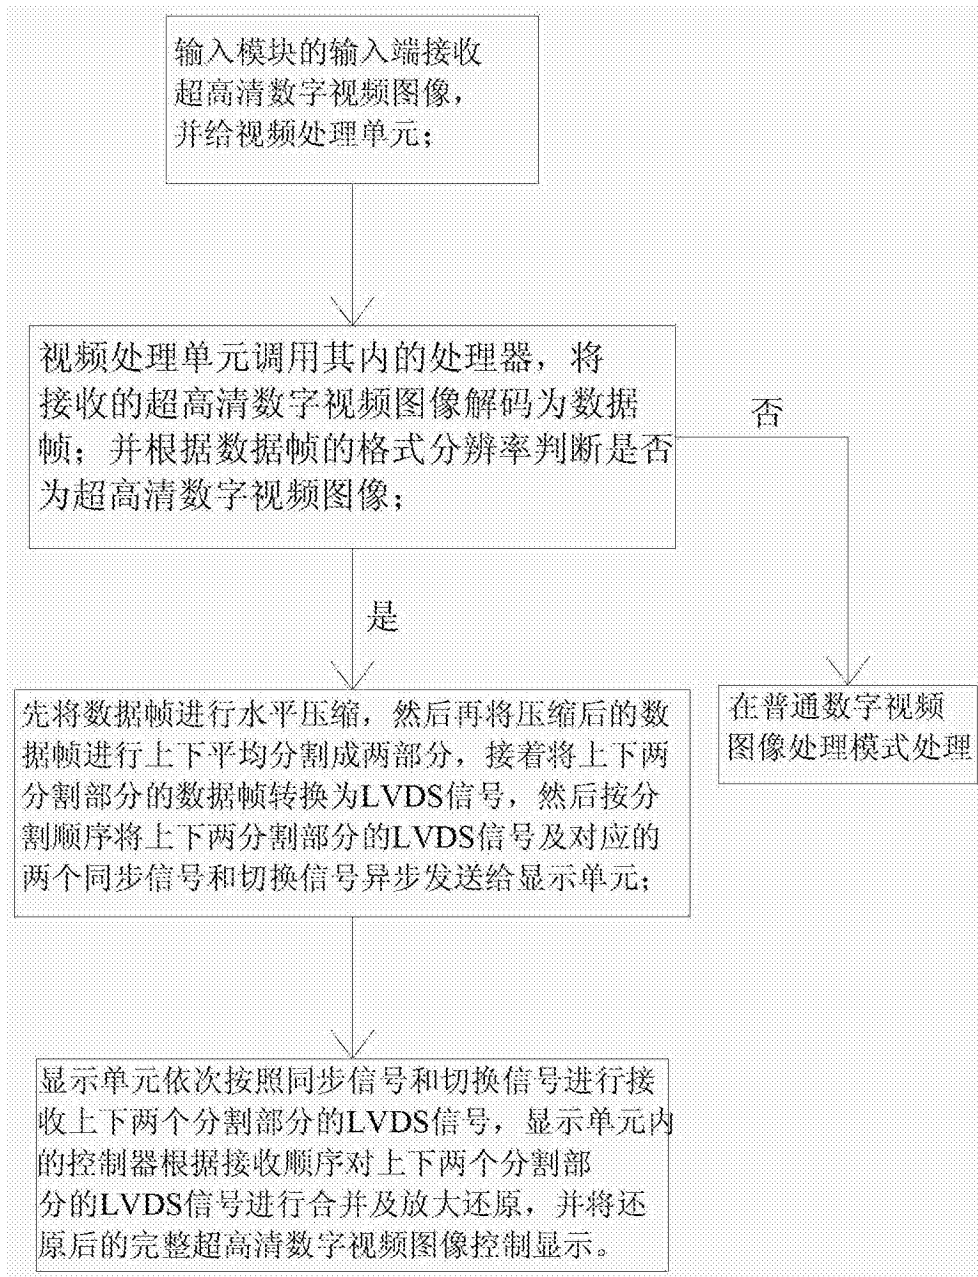 输入模块的输入端接收
超高清数字视频图像，
并给视频处理单元；
视频处理单元调用其内的处理器，将
接收的超高清数字视频图像解码为数据
帧；并根据数据帧的格式分辨率判断是否
为超高清数字视频图像；
否
是
先将数据帧进行水平压缩，然后再将压缩后的数
据帧进行上下平均分割成两部分，接着将上下两
分割部分的数据帧转换为LVDS信号，然后按分
割顺序将上下两分割部分的LVDS信号及对应的
两个同步信号和切换信号异步发送给显示单元；
在普通数字视频
图像处理模式处理
显示单元依次按照同步信号和切换信号进行接
收上下两个分割部分的LVDS信号，显示单元内
的控制器根据接收顺序对上下两个分割部
分的LVDS信号进行合并及放大还原，并将还
原后的完整超高清数字视频图像控制显示。